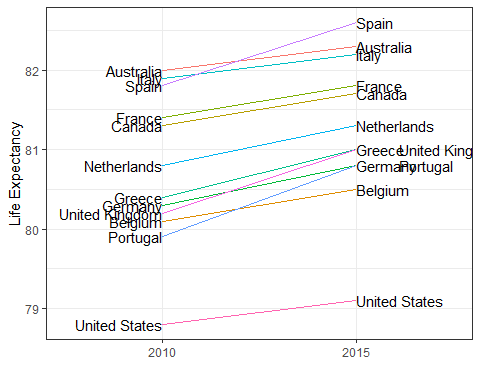 Spain
Australia
Italy
82
Australia
Italy
Spain
France
Canada
France
Canada
Netherlands
81
Greece United King
Netherlands
Germany Portugal
Greece
Germany
Belgium
United Kingdom
Belgium
80
Portugal
United States
79
United States
2010 2015
Life Expectancy